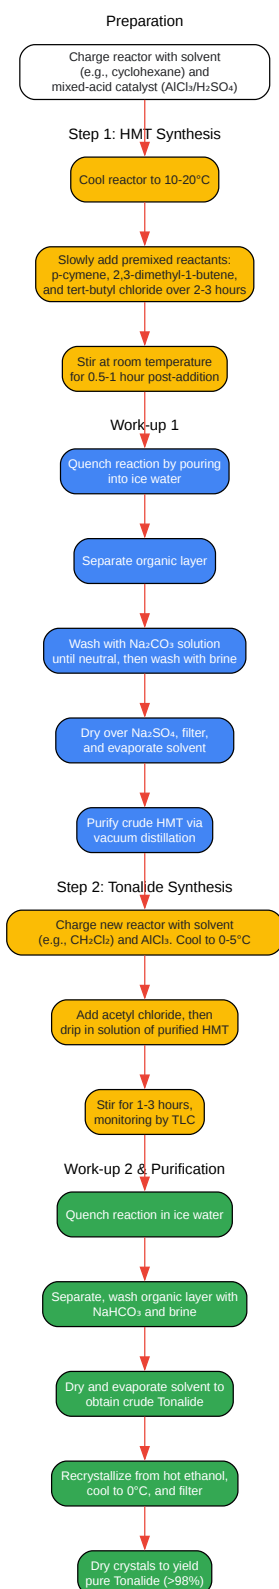 Preparation
Charge reactor with solvent
(e.g., cyclohexane) and
mixed-acid catalyst (AlCl₃/H₂SO₄)
Step 1: HMT Synthesis
Cool reactor to 10-20°C
Slowly add premixed reactants:
p-cymene, 2,3-dimethyl-1-butene,
and tert-butyl chloride over 2-3 hours
Stir at room temperature
for 0.5-1 hour post-addition
Work-up 1
Quench reaction by pouring
into ice water
Separate organic layer
Wash with Na₂CO₃ solution
until neutral, then wash with brine
Dry over Na₂SO₄, filter,
and evaporate solvent
Purify crude HMT via
vacuum distillation
Step 2: Tonalide Synthesis
Charge new reactor with solvent
(e.g., CH₂Cl₂) and AlCl₃. Cool to 0-5°C
Add acetyl chloride, then
drip in solution of purified HMT
Stir for 1-3 hours,
monitoring by TLC
Work-up 2 & Purification
Quench reaction in ice water
Separate, wash organic layer with
NaHCO₃ and brine
Dry and evaporate solvent to
obtain crude Tonalide
Recrystallize from hot ethanol,
cool to 0°C, and filter
Dry crystals to yield
pure Tonalide (>98%)